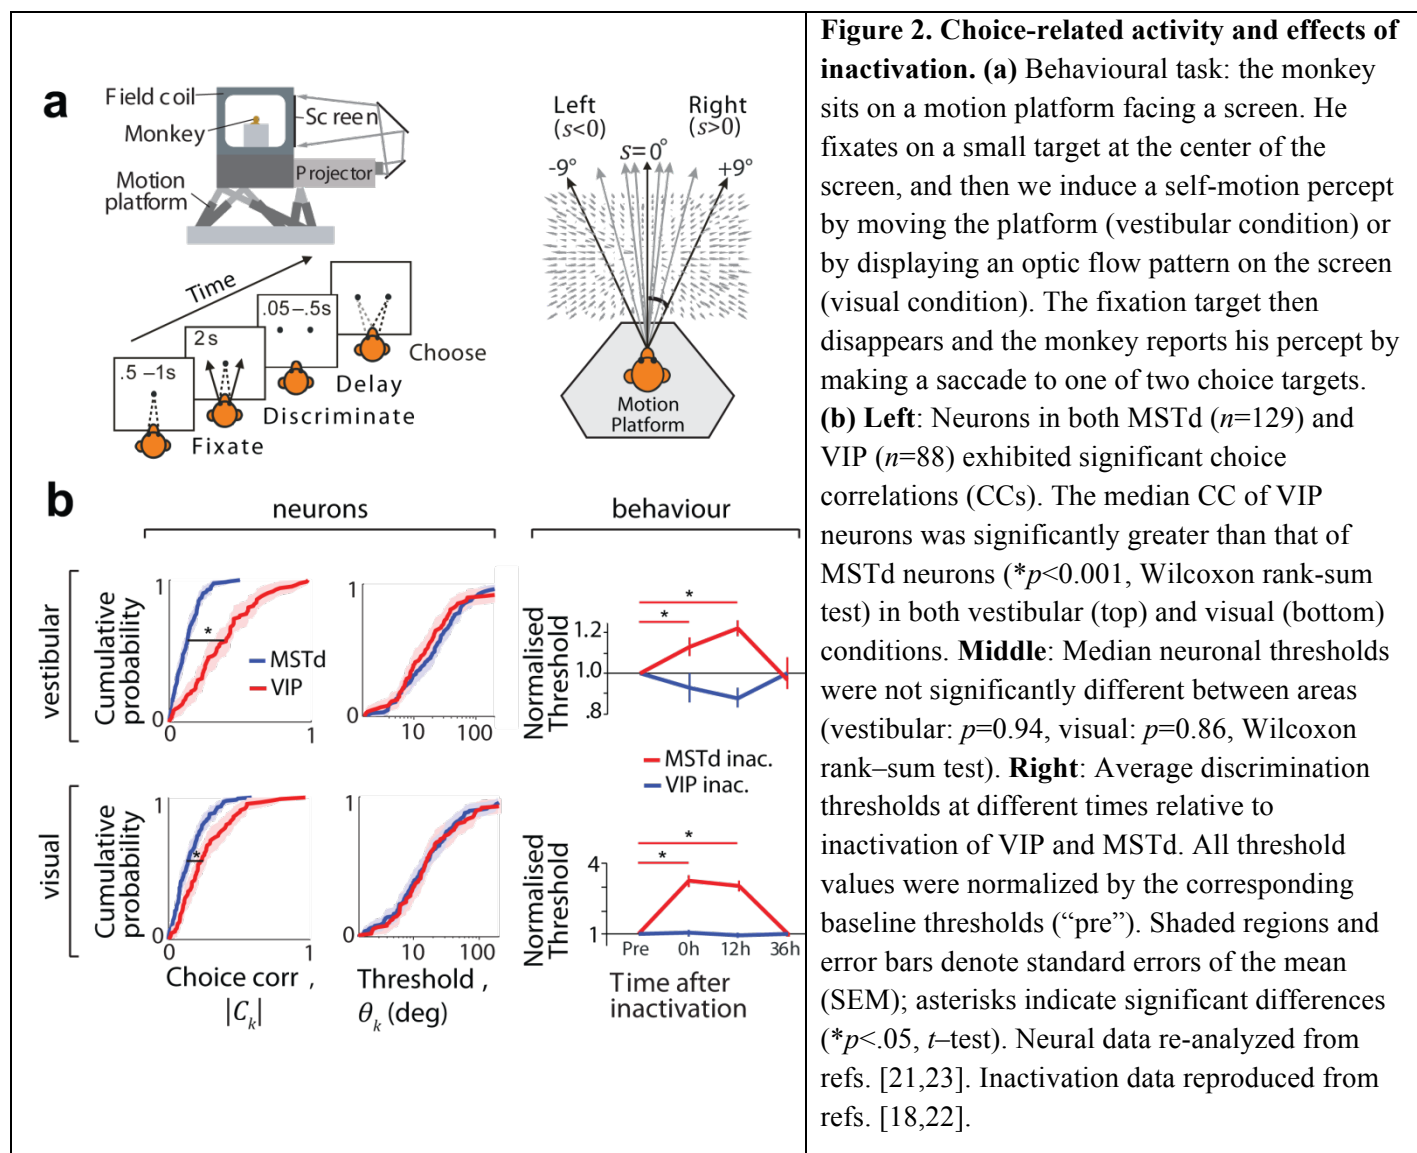 a
Field coil
Monkey
Screen
Projector
Motion
platform
Time
.5 –1s
2s
.05–.5s
Fixate
Discriminate
Delay
Choose
Left
(s<0)
Right
(s>0)
s=0°
-9°
+9°
Motion
Platform
b
neurons
behaviour
vestibular
Cumulative
probability
1
0
0
1
*
MSTd
VIP
1
0
10
100
Normalised
Threshold
1.2
1.0
.8
*
*
MSTd inac.
VIP inac.
visual
Cumulative
probability
1
0
0
1
*
Choice corr ,
|Cₖ|
1
0
10
100
Threshold ,
θₖ (deg)
Normalised
Threshold
4
1
*
*
Pre
0h
12h
36h
Time after
inactivation
Figure 2. Choice-related activity and effects of
inactivation. (a) Behavioural task: the monkey
sits on a motion platform facing a screen. He
fixates on a small target at the center of the
screen, and then we induce a self-motion percept
by moving the platform (vestibular condition) or
by displaying an optic flow pattern on the screen
(visual condition). The fixation target then
disappears and the monkey reports his percept by
making a saccade to one of two choice targets.
(b) Left: Neurons in both MSTd (n=129) and
VIP (n=88) exhibited significant choice
correlations (CCs). The median CC of VIP
neurons was significantly greater than that of
MSTd neurons (*p<0.001, Wilcoxon rank-sum
test) in both vestibular (top) and visual (bottom)
conditions. Middle: Median neuronal thresholds
were not significantly different between areas
(vestibular: p=0.94, visual: p=0.86, Wilcoxon
rank–sum test). Right: Average discrimination
thresholds at different times relative to
inactivation of VIP and MSTd. All threshold
values were normalized by the corresponding
baseline thresholds (“pre”). Shaded regions and
error bars denote standard errors of the mean
(SEM); asterisks indicate significant differences
(*p<.05, t–test). Neural data re-analyzed from
refs. [21,23]. Inactivation data reproduced from
refs. [18,22].